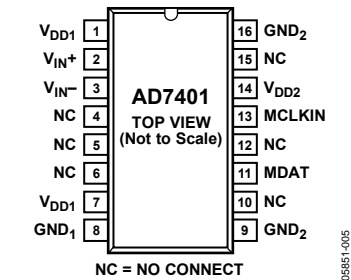 VDD1 1
VIN+ 2
VIN– 3
NC 4
NC 5
NC 6
VDD1 7
GND1 8
AD7401
TOP VIEW
(Not to Scale)
16 GND2
15 NC
14 VDD2
13 MCLKIN
12 NC
11 MDAT
10 NC
9 GND2
NC = NO CONNECT
05851-005